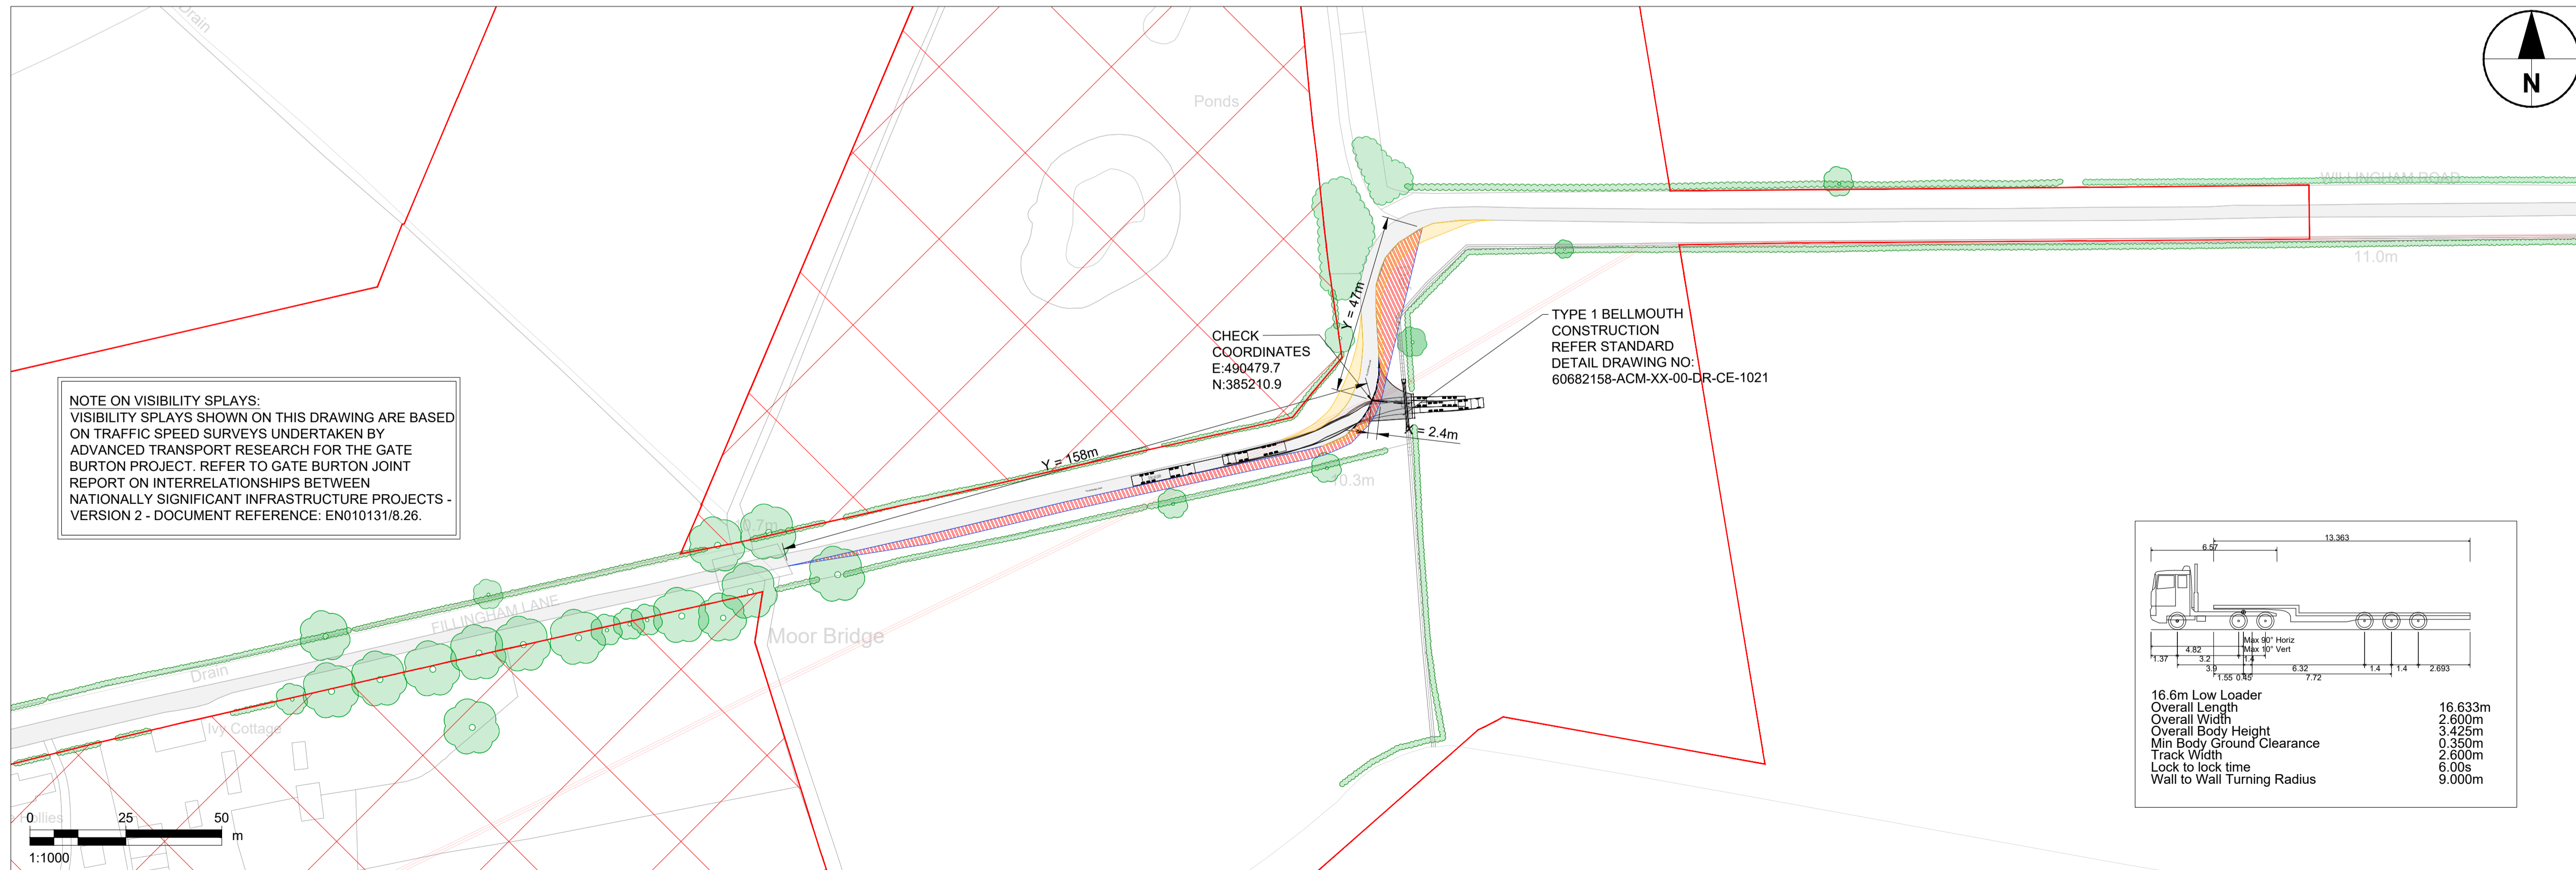 Drain
Ponds
N
WILLINGHAM ROAD
11.0m
Y = 47m
CHECK
COORDINATES
E:490479.7
N:385210.9
TYPE 1 BELLMOUTH
CONSTRUCTION
REFER STANDARD
DETAIL DRAWING NO:
60682158-ACM-XX-00-DR-CE-1021
X = 2.4m
Y = 158m
10.3m
NOTE ON VISIBILITY SPLAYS:
VISIBILITY SPLAYS SHOWN ON THIS DRAWING ARE BASED
ON TRAFFIC SPEED SURVEYS UNDERTAKEN BY
ADVANCED TRANSPORT RESEARCH FOR THE GATE
BURTON PROJECT. REFER TO GATE BURTON JOINT
REPORT ON INTERRELATIONSHIPS BETWEEN
NATIONALLY SIGNIFICANT INFRASTRUCTURE PROJECTS -
VERSION 2 - DOCUMENT REFERENCE: EN010131/8.26.
10.7m
FILLINGHAM LANE
Moor Bridge
Drain
Ivy Cottage
Hollies
0 25 50
m
1:1000
13.363
6.57
Max 90° Horiz
Max 10° Vert
4.82
1.37 3.2 1.4
3.9 6.32 1.4 1.4 2.693
1.55 0.45 7.72
16.6m Low Loader
Overall Length 16.633m
Overall Width 2.600m
Overall Body Height 3.425m
Min Body Ground Clearance 0.350m
Track Width 2.600m
Lock to lock time 6.00s
Wall to Wall Turning Radius 9.000m